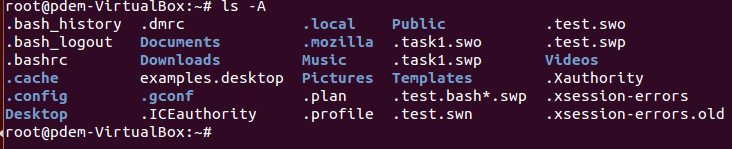 root@pdem-VirtualBox:~# ls -A
.bash_history .dmrc .local Public .test.swo
.bash_logout Documents .mozilla .task1.swo .test.swp
.bashrc Downloads Music .task1.swp Videos
.cache examples.desktop Pictures Templates .Xauthority
.config .gconf .plan .test.bash*.swp .xsession-errors
Desktop .ICEauthority .profile .test.swn .xsession-errors.old
root@pdem-VirtualBox:~#